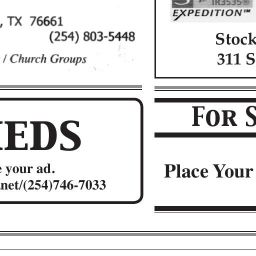 , TX  76661
(254) 803-5448
/ Church Groups
IR3535®
EXPEDITION™
Stock
311 S
IEDS
e your ad.
.net/(254)746-7033
FOR S
Place Your